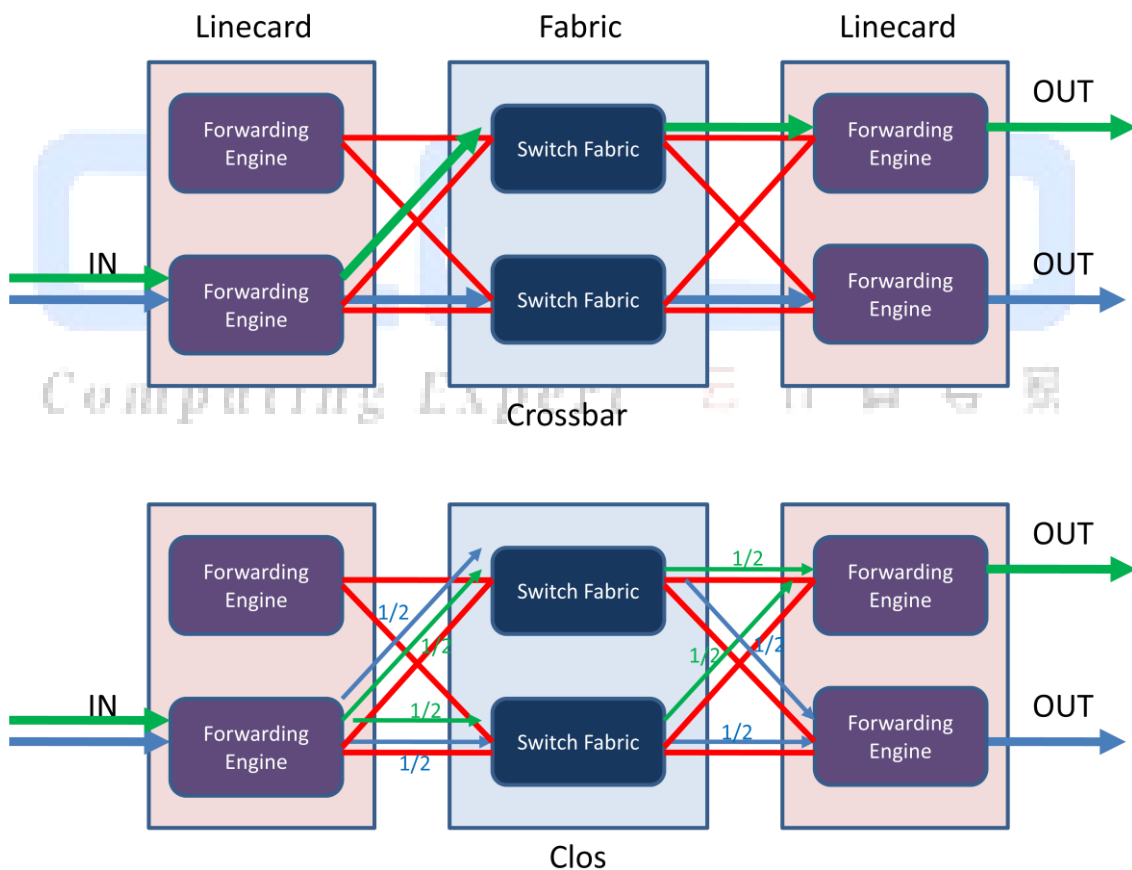 Linecard
Fabric
Linecard
OUT
Forwarding
Engine
Switch Fabric
Forwarding
Engine
IN
OUT
Forwarding
Engine
Switch Fabric
Forwarding
Engine
Computing Expert
Crossbar
OUT
Forwarding
Engine
Switch Fabric
Forwarding
Engine
1/2
1/2
1/2
1/2
1/2
IN
OUT
Forwarding
Engine
1/2
Switch Fabric
1/2
Forwarding
Engine
1/2
Clos